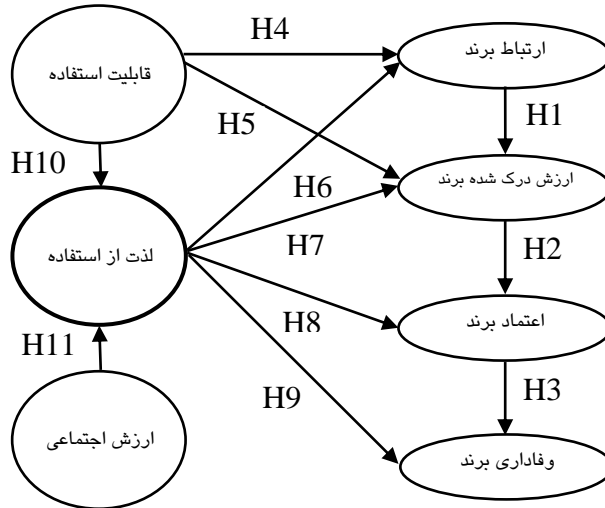 H4
ارتباط برند
قابلیت استفاده
H5
H1
H10
H6
ارزش درک شده برند
H7
لذت از استفاده
H2
H8
اعتماد برند
H11
H9
H3
ارزش اجتماعی
وفاداری برند